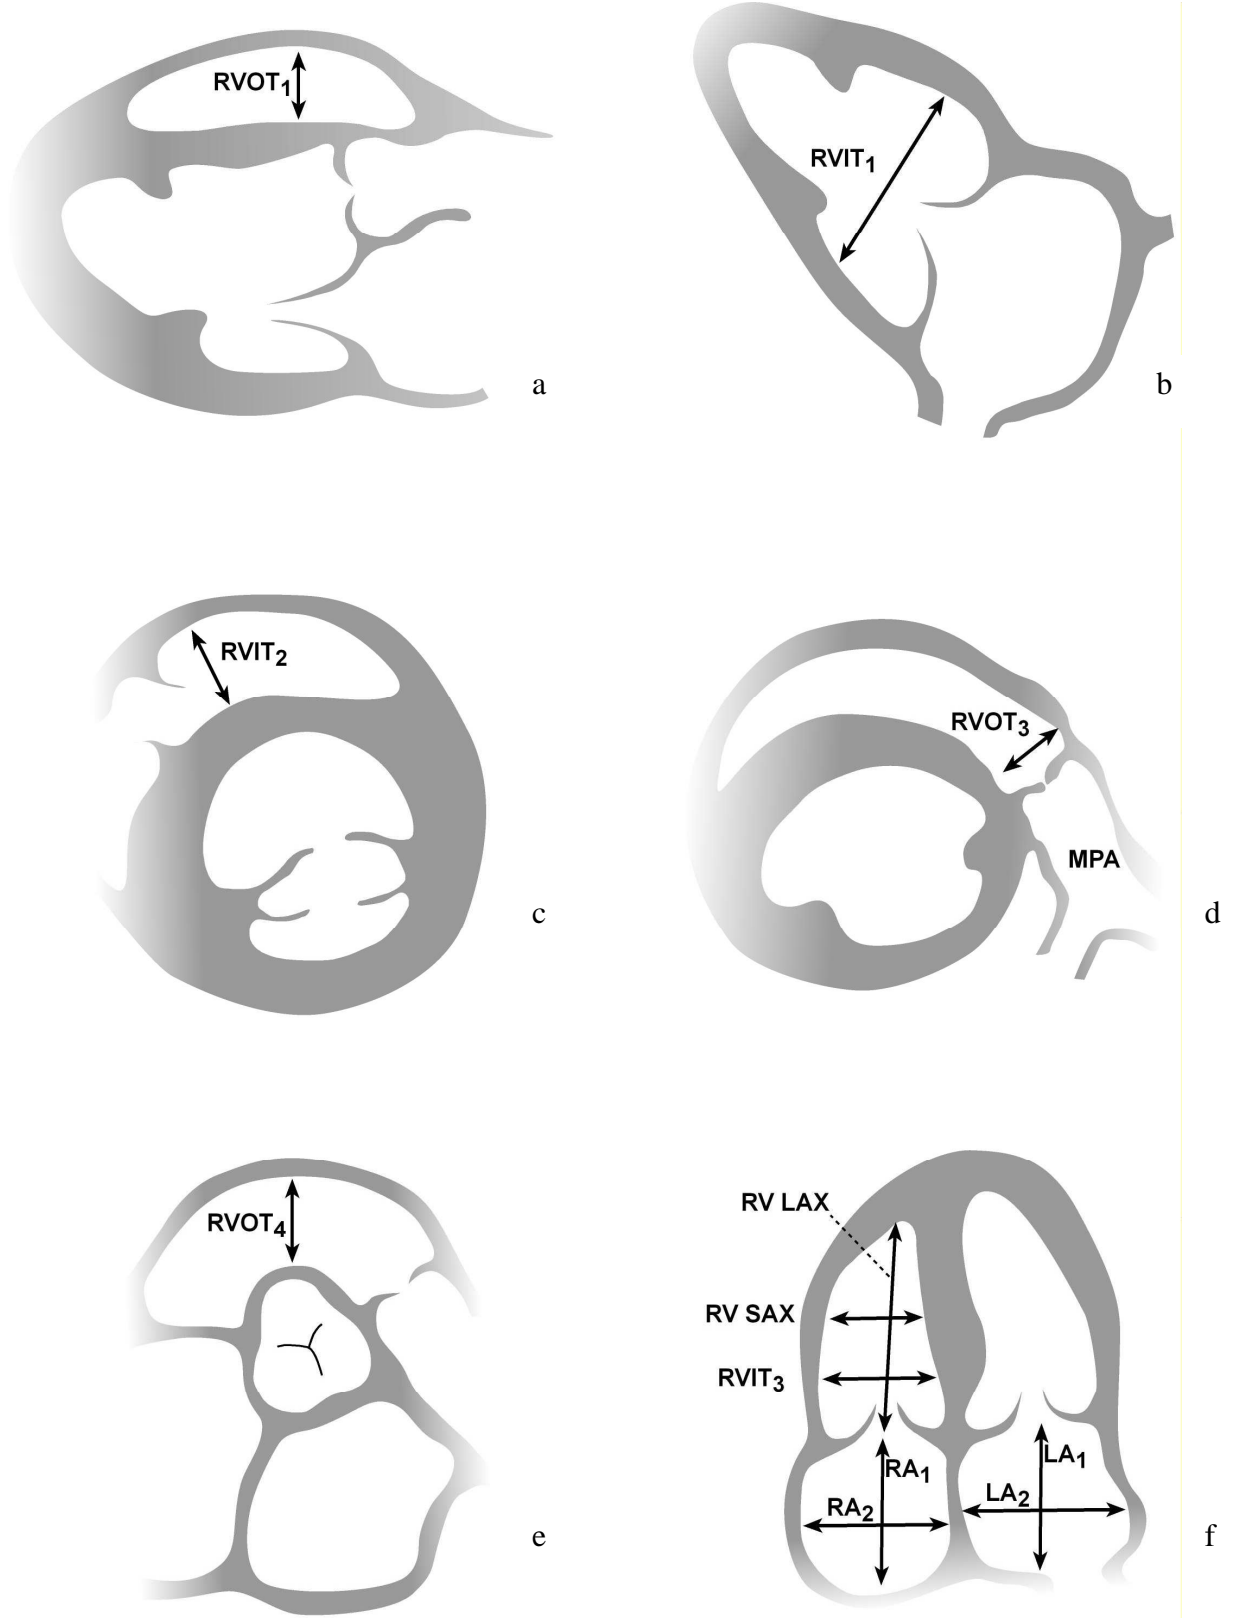 RVOT1
a
RVIT1
b
RVIT2
c
RVOT3
MPA
d
RVOT4
e
RV LAX
RV SAX
RVIT3
RA1
RA2
LA1
LA2
f